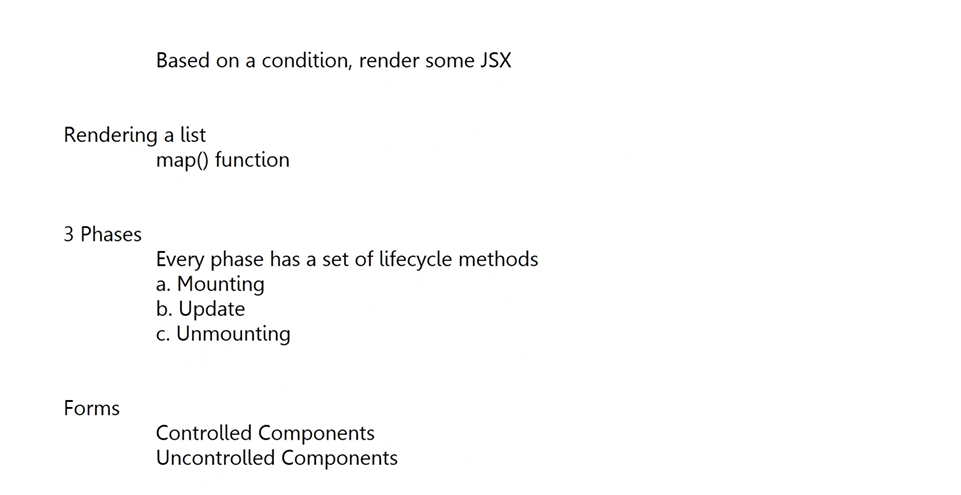 Based on a condition, render some JSX
Rendering a list
map() function
3 Phases
Every phase has a set of lifecycle methods
a. Mounting
b. Update
c. Unmounting
Forms
Controlled Components
Uncontrolled Components